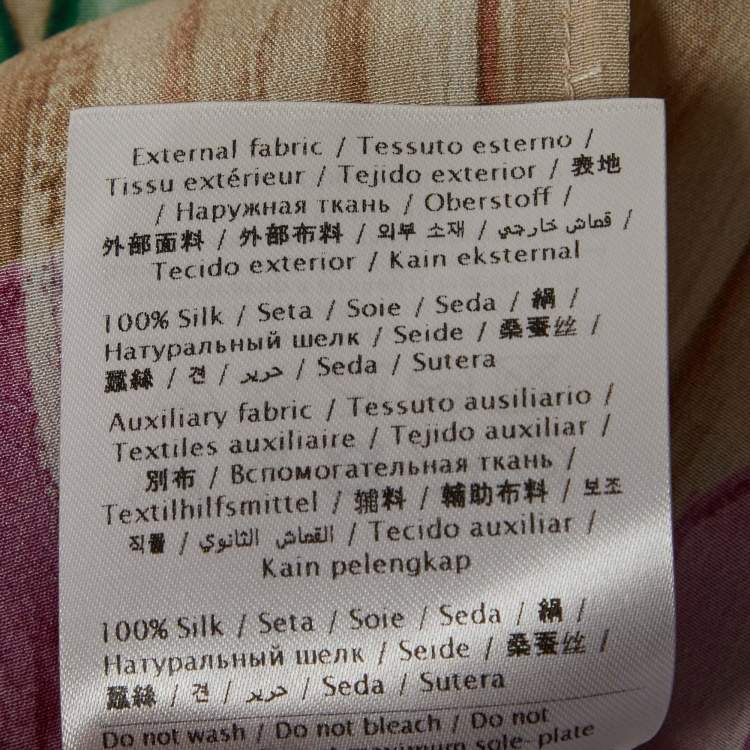 External fabric / Tessuto esterno /
Tissu extérieur / Tejido exterior / 表地
/ Наружная ткань / Oberstoff /
外部面料 / 外部布料 / 외부 소재 / قماش خارجي /
Tecido exterior / Kain eksternal
100% Silk / Seta / Soie / Seda / 絹 /
Натуральный шелк / Seide / 桑蚕丝 /
蠶絲 / 견 / حرير / Seda / Sutera
Auxiliary fabric / Tessuto ausiliario /
Textiles auxiliaire / Tejido auxiliar /
別布 / Вспомогательная ткань /
Textilhilfsmittel / 辅料 / 輔助布料 / 보조
직물 / القماش الثانوي / Tecido auxiliar /
Kain pelengkap
100% Silk / Seta / Soie / Seda / 絹 /
Натуральный шелк / Seide / 桑蚕丝 /
蠶絲 / 견 / حرير / Seda / Sutera
Do not wash / Do not bleach / Do not
maximum sole- plate